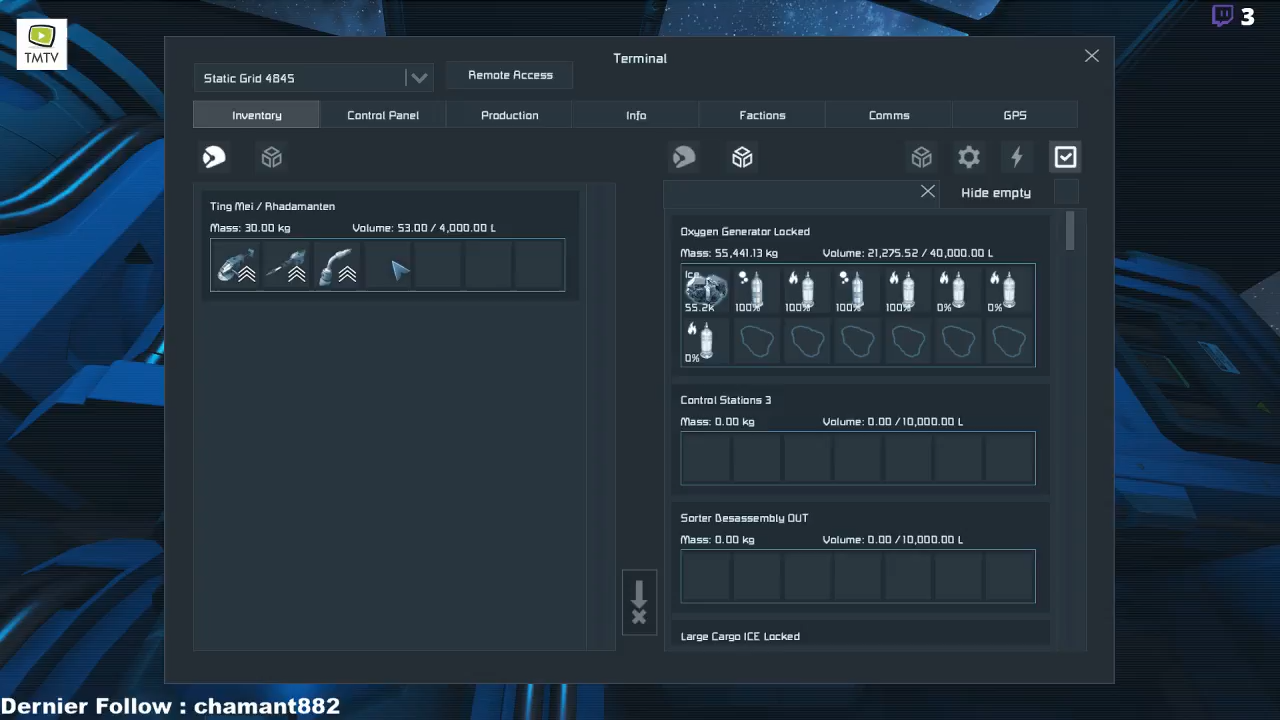 TMTV
3
Terminal
Static Grid 4845
Remote Access
Inventory
Control Panel
Production
Info
Factions
Comms
GPS
Hide empty
Ting Mei / Rhadamanten
Mass: 30.00 kg
Volume: 53.00 / 4,000.00 L
Oxygen Generator Locked
Mass: 55,441.13 kg
Volume: 21,275.52 / 40,000.00 L
Ice
55.2k
100%
100%
100%
100%
0%
0%
0%
Control Stations 3
Mass: 0.00 kg
Volume: 0.00 / 10,000.00 L
Sorter Desassembly OUT
Mass: 0.00 kg
Volume: 0.00 / 10,000.00 L
Large Cargo ICE Locked
Dernier Follow : chamant882